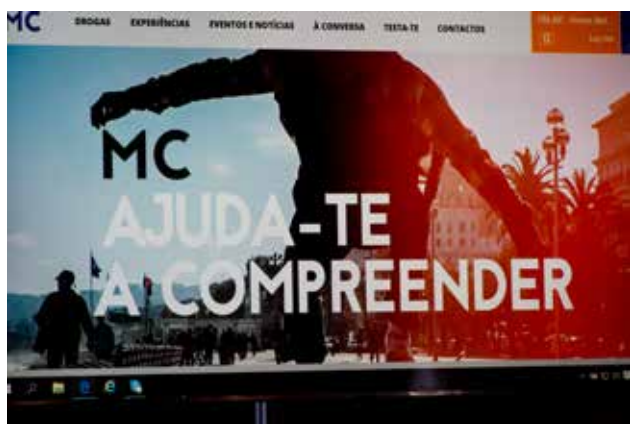 MC
DROGAS EXPERIÊNCIAS EVENTOS E NOTÍCIAS À CONVERSA TESTA-TE CONTACTOS
MC
AJUDA-TE
A COMPREENDER